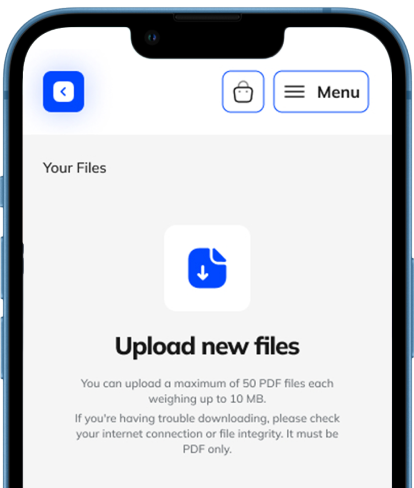 Menu
Your Files
Upload new files
You can upload a maximum of 50 PDF files each
weighing up to 10 MB.
If you're having trouble downloading, please check
your internet connection or file integrity. It must be
PDF only.